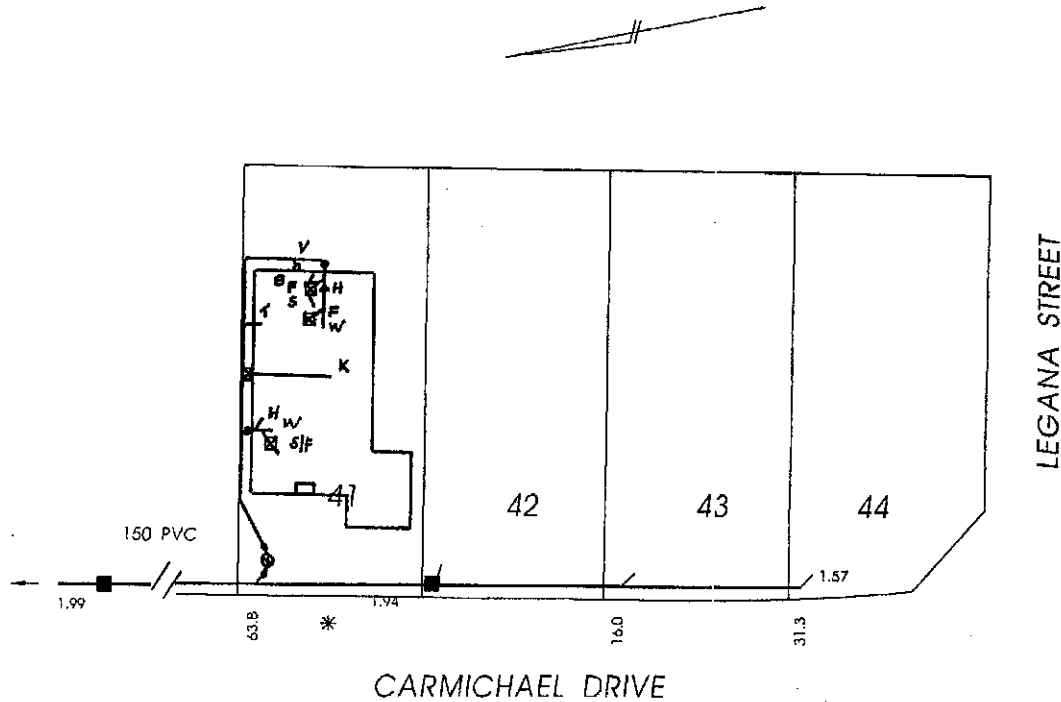 V
B F H
S
F
T W
K
H
W
S/F
41
42
43
44
LEGANA STREET
150 PVC
1.57
1.99
1.94
63.8
*
16.0
31.3
CARMICHAEL DRIVE